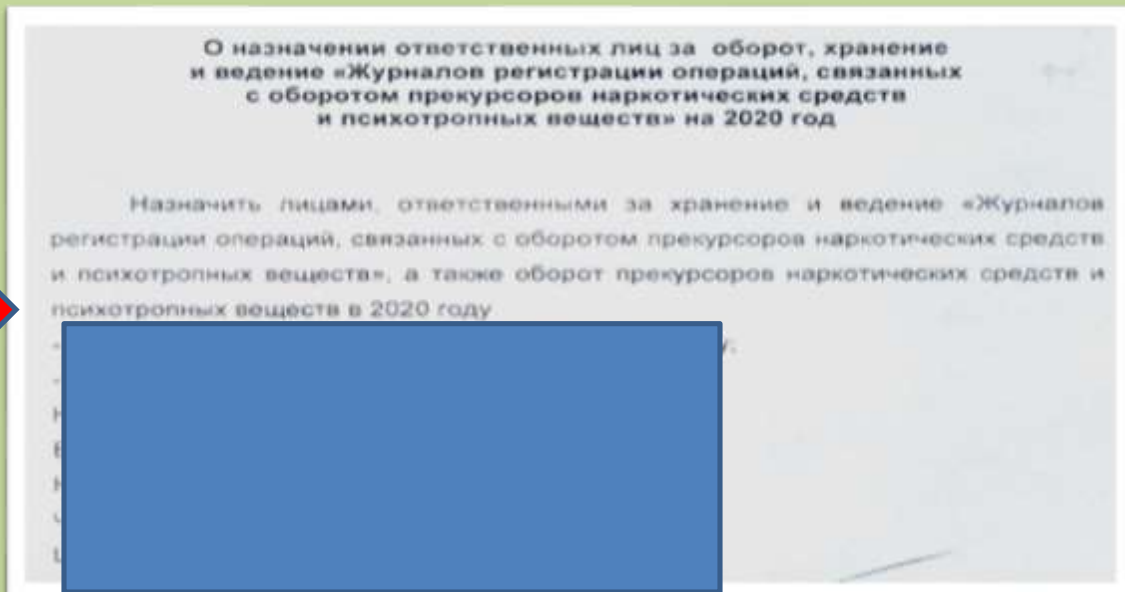 О назначении ответственных лиц за оборот, хранение
и ведение «Журналов регистрации операций, связанных
с оборотом прекурсоров наркотических средств
и психотропных веществ» на 2020 год
Назначить лицами, ответственными за хранение и ведение «Журналов
регистрации операций, связанных с оборотом прекурсоров наркотических средств
и психотропных веществ», а также оборот прекурсоров наркотических средств и
психотропных веществ в 2020 году